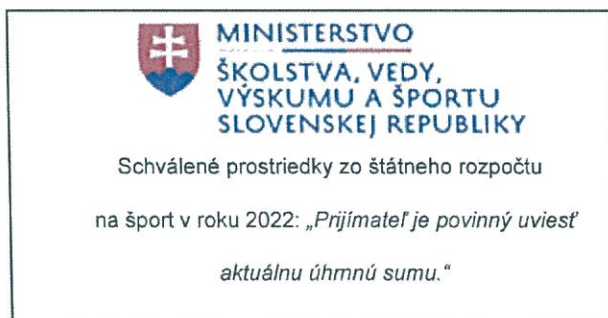 MINISTERSTVO
ŠKOLSTVA, VEDY,
VÝSKUMU A ŠPORTU
SLOVENSKEJ REPUBLIKY
Schválené prostriedky zo štátneho rozpočtu
na šport v roku 2022: „Prijímateľ je povinný uviesť
aktuálnu úhrnnú sumu.“